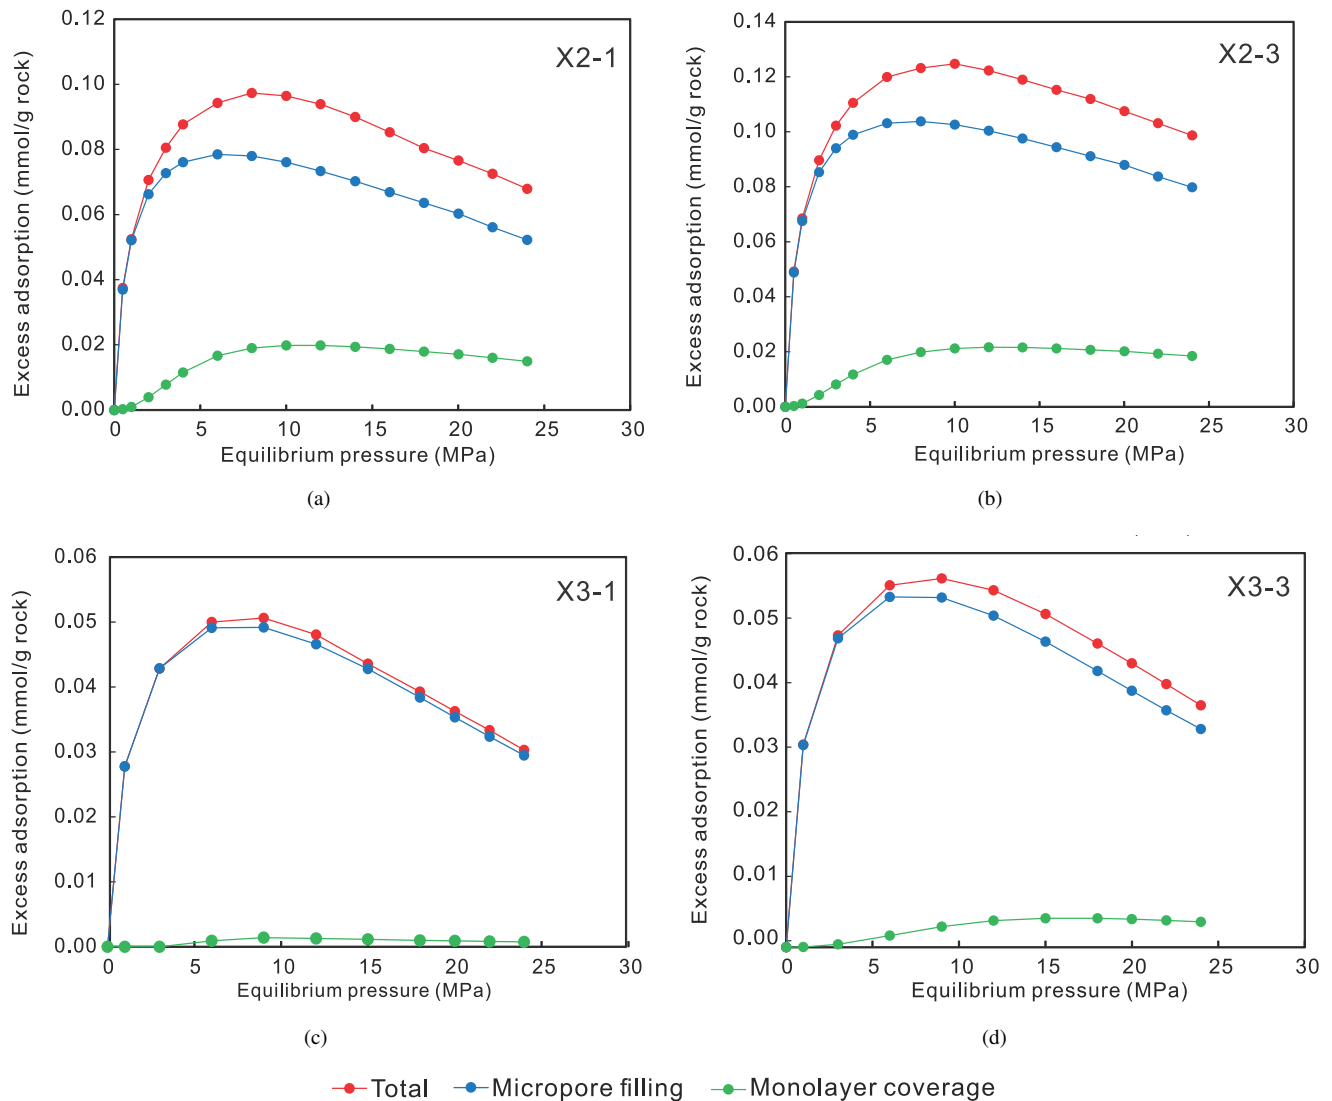 X2-1
Excess adsorption (mmol/g rock)
0.12
0.10
0.08
0.06
0.04
0.02
0.00
0 5 10 15 20 25 30
Equilibrium pressure (MPa)
(a)
X2-3
Excess adsorption (mmol/g rock)
0.14
0.12
0.10
0.08
0.06
0.04
0.02
0.00
0 5 10 15 20 25 30
Equilibrium pressure (MPa)
(b)
X3-1
Excess adsorption (mmol/g rock)
0.06
0.05
0.04
0.03
0.02
0.01
0.00
0 5 10 15 20 25 30
Equilibrium pressure (MPa)
(c)
X3-3
Excess adsorption (mmol/g rock)
0.06
0.05
0.04
0.03
0.02
0.01
0.00
0 5 10 15 20 25 30
Equilibrium pressure (MPa)
(d)
Total Micropore filling Monolayer coverage